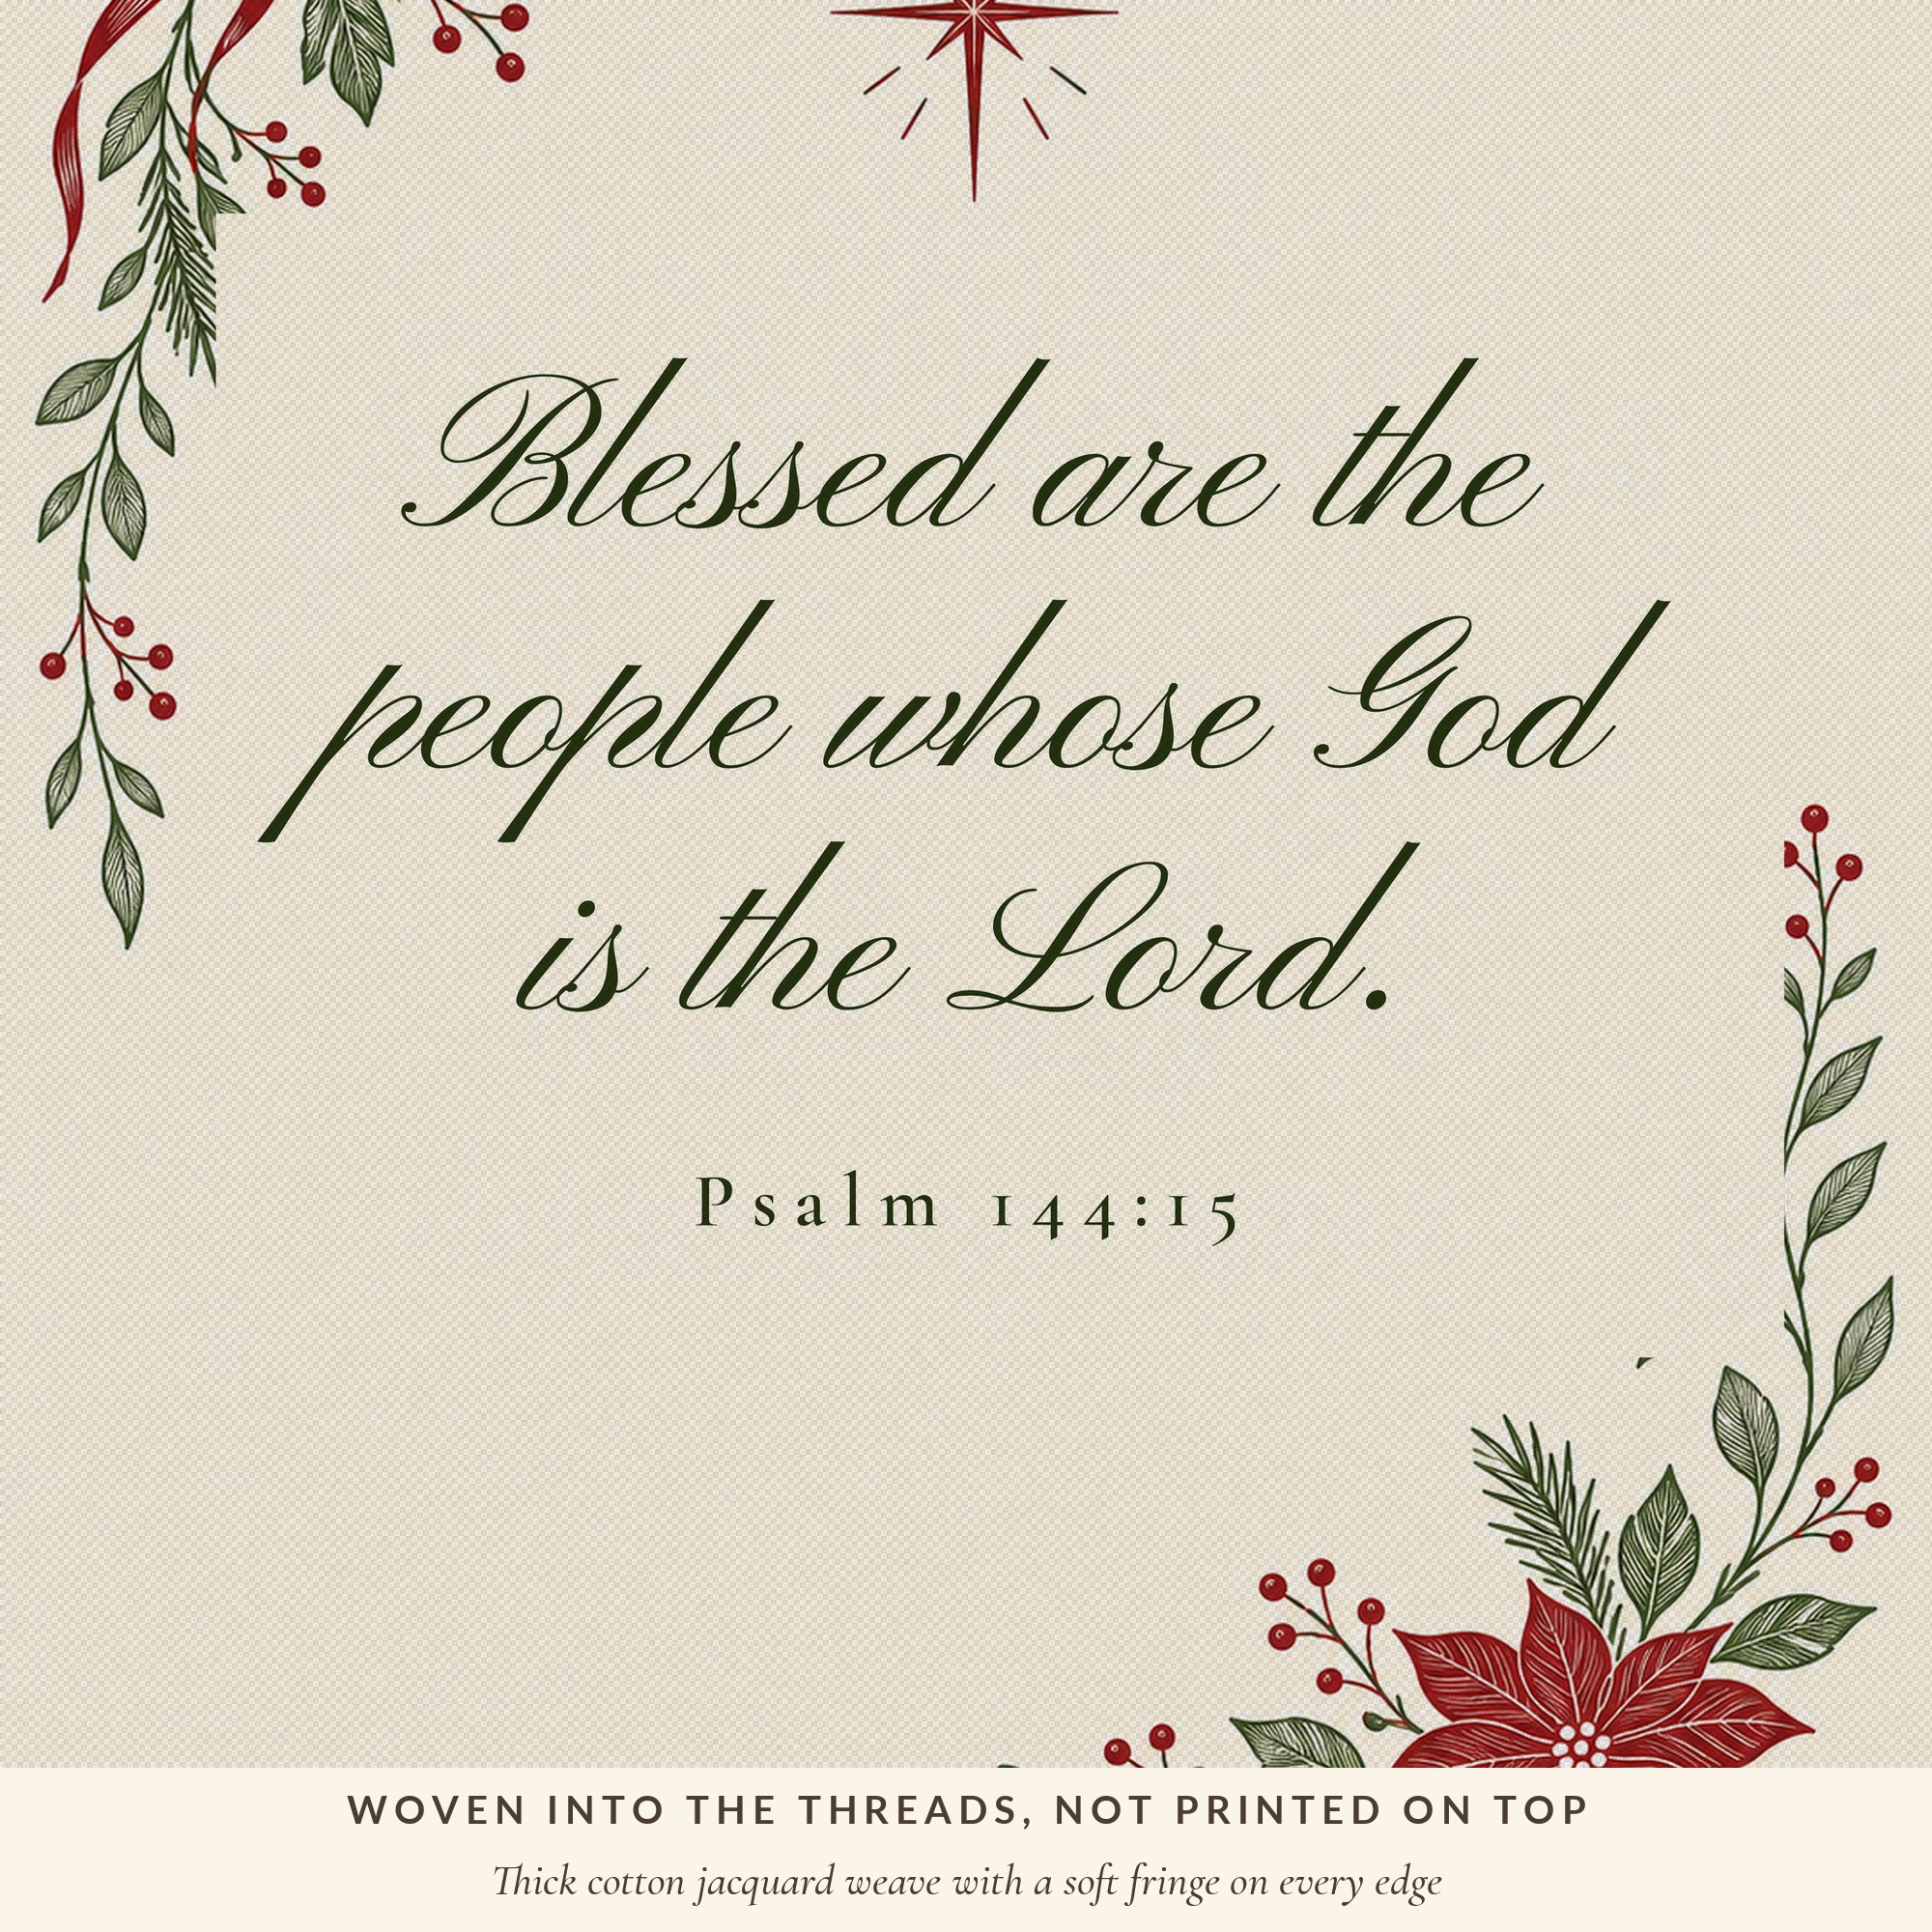 Blessed are the
people whose God
is the Lord.
Psalm 144:15
WOVEN INTO THE THREADS, NOT PRINTED ON TOP
Thick cotton jacquard weave with a soft fringe on every edge